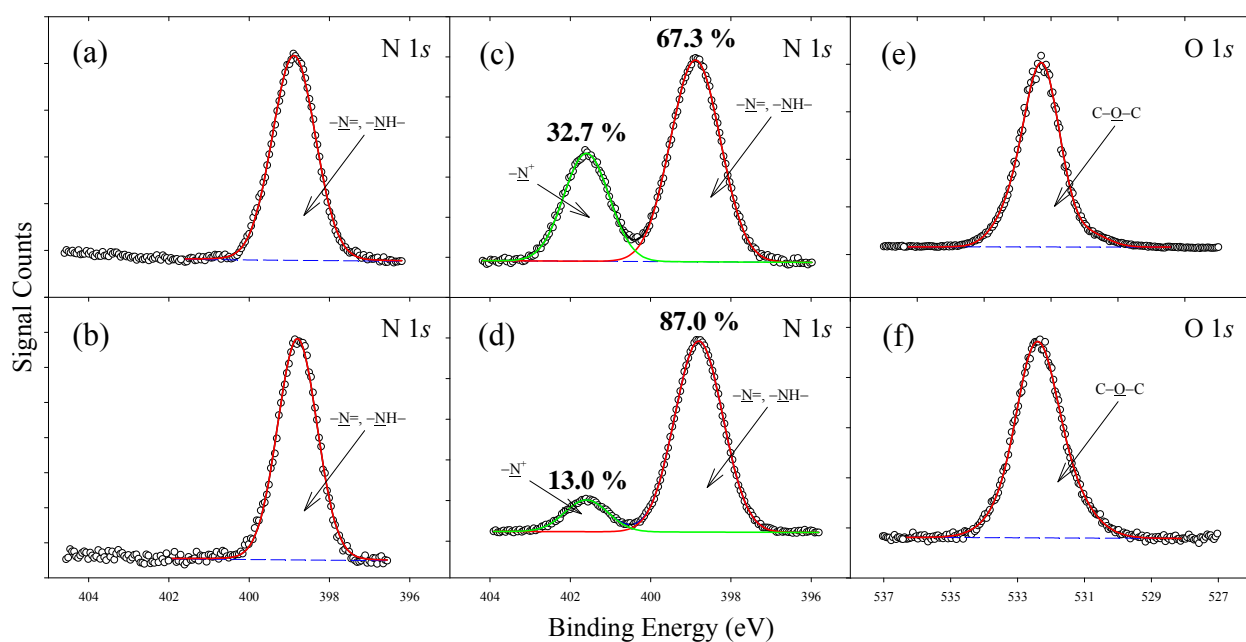 (a)
N 1s
–N=, –NH–
(c)
67.3 %
N 1s
32.7 %
–N⁺
–N=, –NH–
(e)
O 1s
C–O–C
(b)
N 1s
–N=, –NH–
(d)
87.0 %
N 1s
13.0 %
–N⁺
–N=, –NH–
(f)
O 1s
C–O–C
Signal Counts
404 402 400 398 396
404 402 400 398 396
537 535 533 531 529 527
Binding Energy (eV)